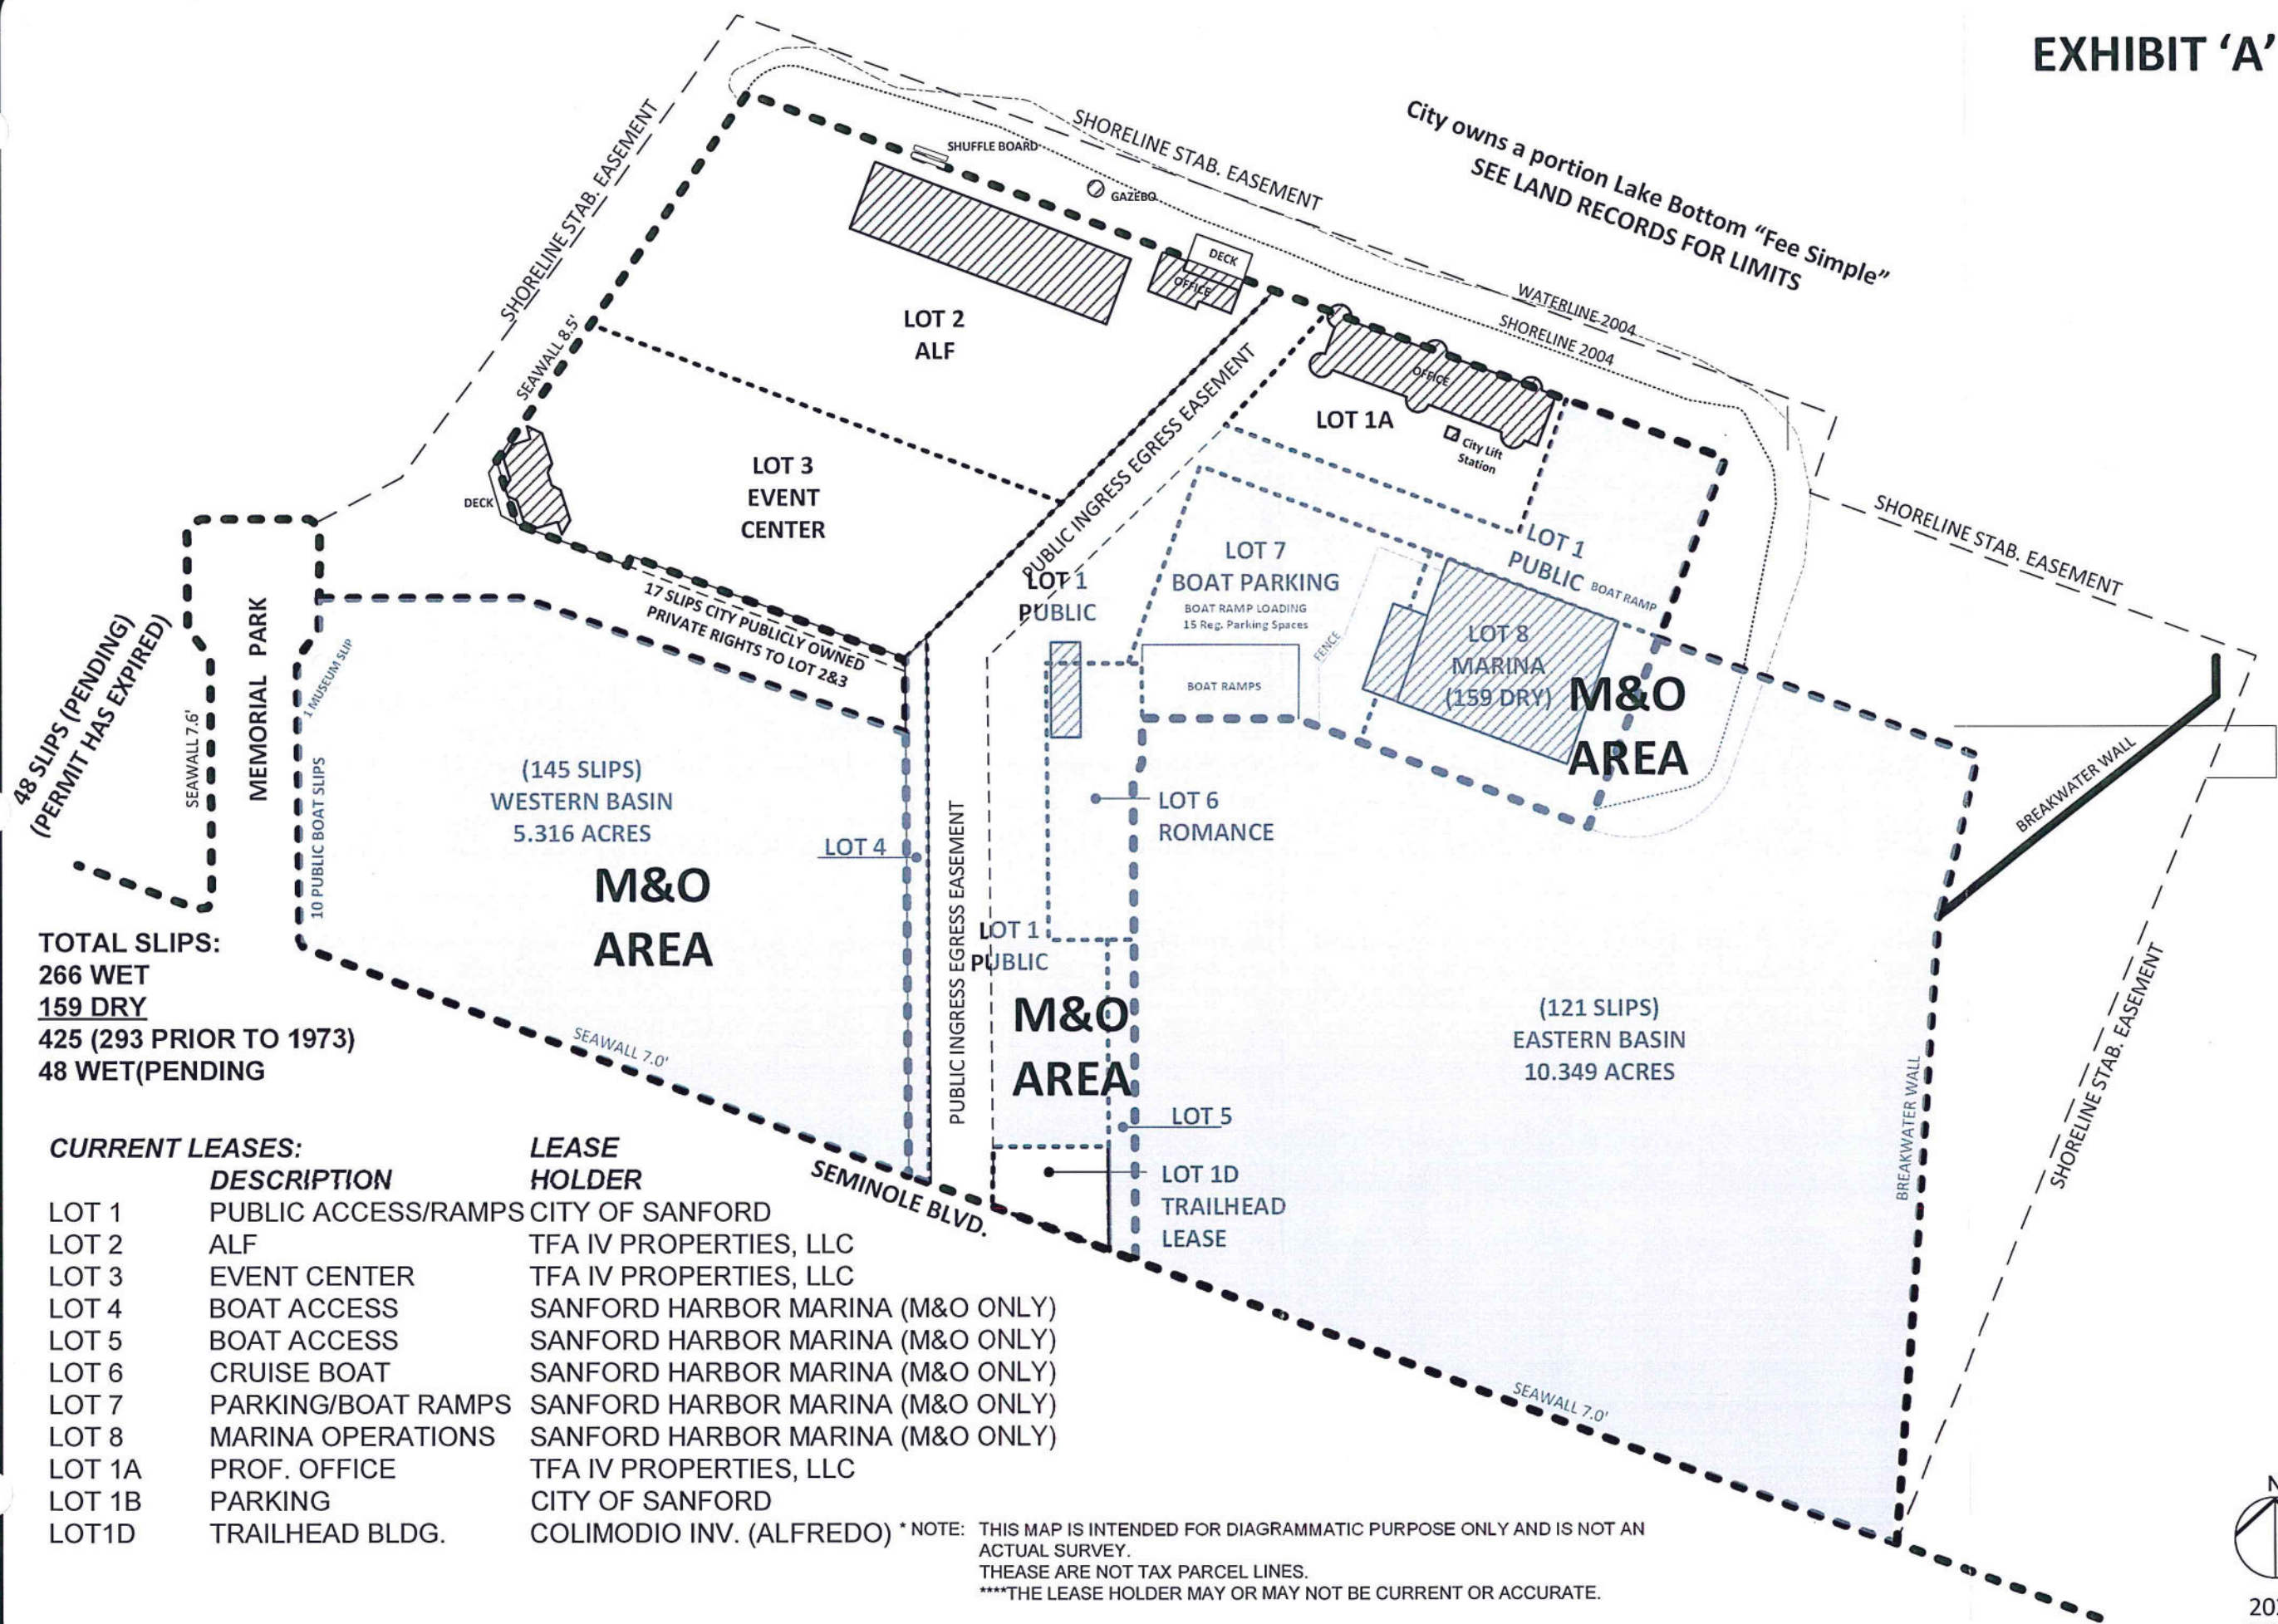 EXHIBIT ‘A’
City owns a portion Lake Bottom “Fee Simple”
SEE LAND RECORDS FOR LIMITS
SHORELINE STAB. EASEMENT
SHORELINE STAB. EASEMENT
SHUFFLE BOARD
GAZEBO
DECK
OFFICE
WATERLINE 2004
SHORELINE 2004
LOT 2
ALF
SEAWALL 8.5'
PUBLIC INGRESS EGRESS EASEMENT
OFFICE
LOT 1A
City Lift
Station
LOT 3
EVENT
CENTER
DECK
SHORELINE STAB. EASEMENT
LOT 1
PUBLIC
BOAT RAMP
LOT 7
BOAT PARKING
BOAT RAMP LOADING
15 Reg. Parking Spaces
LOT 1
PUBLIC
17 SLIPS CITY PUBLICLY OWNED
PRIVATE RIGHTS TO LOT 2&3
FENCE
LOT 8
MARINA
(159 DRY)
M&O
AREA
BOAT RAMPS
48 SLIPS (PENDING)
(PERMIT HAS EXPIRED)
SEAWALL 7.6'
MEMORIAL PARK
1 MUSEUM SLIP
10 PUBLIC BOAT SLIPS
(145 SLIPS)
WESTERN BASIN
5.316 ACRES
M&O
AREA
LOT 4
PUBLIC INGRESS EGRESS EASEMENT
LOT 6
ROMANCE
BREAKWATER WALL
LOT 1
PUBLIC
M&O
AREA
(121 SLIPS)
EASTERN BASIN
10.349 ACRES
BREAKWATER WALL
SHORELINE STAB. EASEMENT
LOT 5
LOT 1D
TRAILHEAD
LEASE
SEAWALL 7.0'
SEMINOLE BLVD.
SEAWALL 7.0'
TOTAL SLIPS:
266 WET
159 DRY
425 (293 PRIOR TO 1973)
48 WET(PENDING
CURRENT LEASES: LEASE
DESCRIPTION HOLDER
LOT 1 PUBLIC ACCESS/RAMPS CITY OF SANFORD
LOT 2 ALF TFA IV PROPERTIES, LLC
LOT 3 EVENT CENTER TFA IV PROPERTIES, LLC
LOT 4 BOAT ACCESS SANFORD HARBOR MARINA (M&O ONLY)
LOT 5 BOAT ACCESS SANFORD HARBOR MARINA (M&O ONLY)
LOT 6 CRUISE BOAT SANFORD HARBOR MARINA (M&O ONLY)
LOT 7 PARKING/BOAT RAMPS SANFORD HARBOR MARINA (M&O ONLY)
LOT 8 MARINA OPERATIONS SANFORD HARBOR MARINA (M&O ONLY)
LOT 1A PROF. OFFICE TFA IV PROPERTIES, LLC
LOT 1B PARKING CITY OF SANFORD
LOT1D TRAILHEAD BLDG. COLIMODIO INV. (ALFREDO)
* NOTE: THIS MAP IS INTENDED FOR DIAGRAMMATIC PURPOSE ONLY AND IS NOT AN
ACTUAL SURVEY.
THEASE ARE NOT TAX PARCEL LINES.
****THE LEASE HOLDER MAY OR MAY NOT BE CURRENT OR ACCURATE.
N